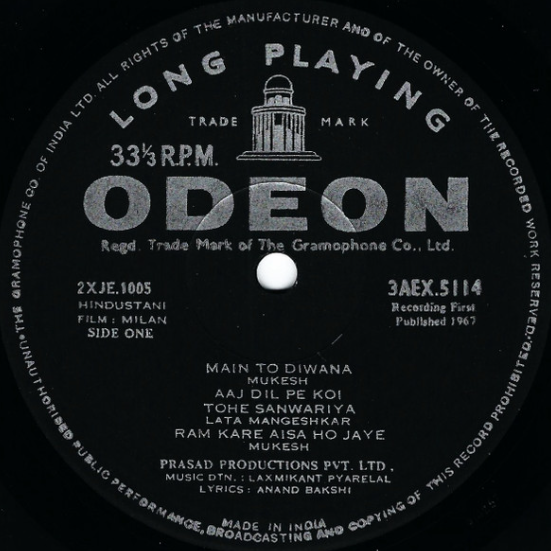 THE GRAMOPHONE CO. OF INDIA LTD. ALL RIGHTS OF THE MANUFACTURER AND OF THE OWNER OF THE RECORDED WORK RESERVED.
UNAUTHORISED PUBLIC PERFORMANCE, BROADCASTING AND COPYING OF THIS RECORD PROHIBITED.
LONG PLAYING
TRADE MARK
33⅓ R.P.M.
ODEON
Regd. Trade Mark of The Gramophone Co., Ltd.
2XJE.1005
HINDUSTANI
FILM : MILAN
SIDE ONE
3AEX.5114
Recording First
Published 1967
MAIN TO DIWANA
MUKESH
AAJ DIL PE KOI
TOHE SANWARIYA
LATA MANGESHKAR
RAM KARE AISA HO JAYE
MUKESH
PRASAD PRODUCTIONS PVT. LTD.
MUSIC DTN. : LAXMIKANT PYARELAL
LYRICS : ANAND BAKSHI
MADE IN INDIA